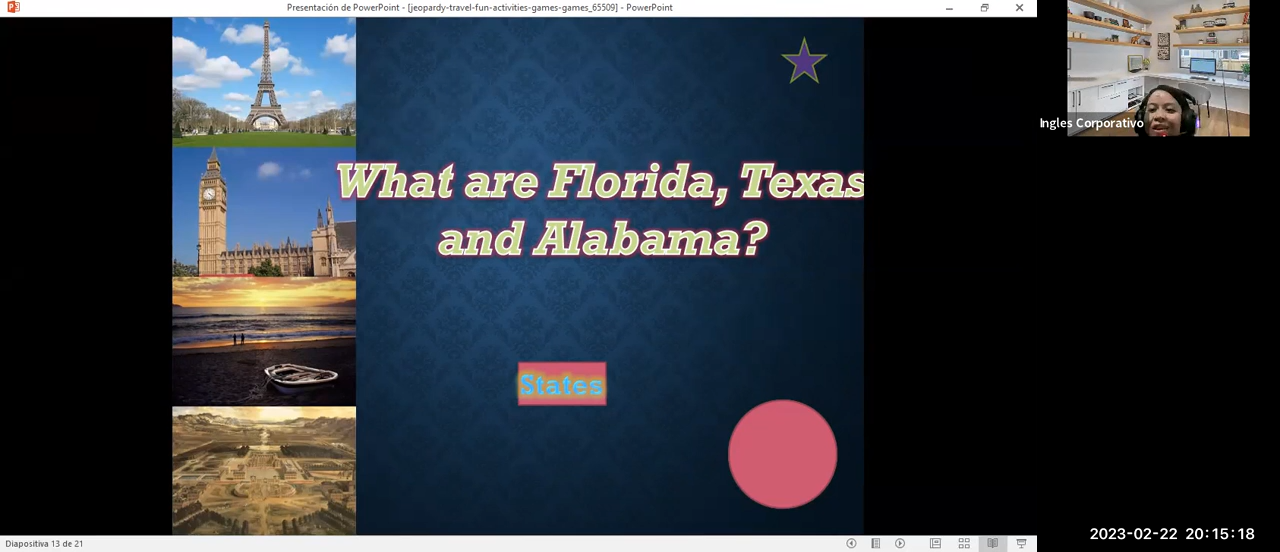 Presentación de PowerPoint - [jeopardy-travel-fun-activities-games-games_65509] - PowerPoint
Ingles Corporativo
What are Florida, Texas
and Alabama?
States
Diapositiva 13 de 21
2023-02-22 20:15:18